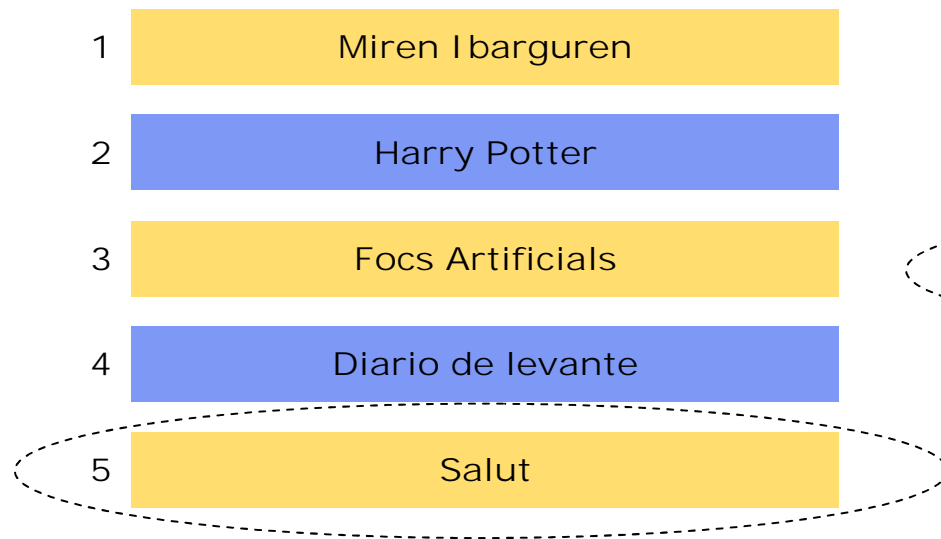 1 Miren Ibarguren
2 Harry Potter
3 Focs Artificials
4 Diario de levante
5 Salut